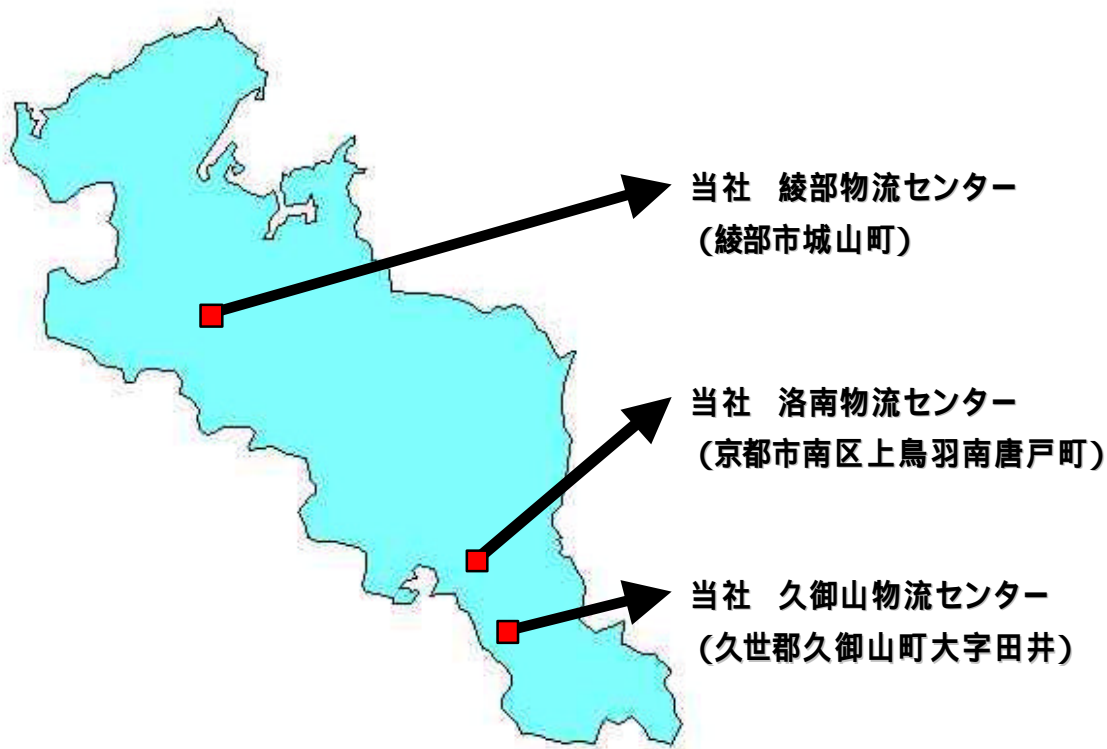 当社 綾部物流センター
(綾部市城山町)
当社 洛南物流センター
(京都市南区上鳥羽南唐戸町)
当社 久御山物流センター
(久世郡久御山町大字田井)